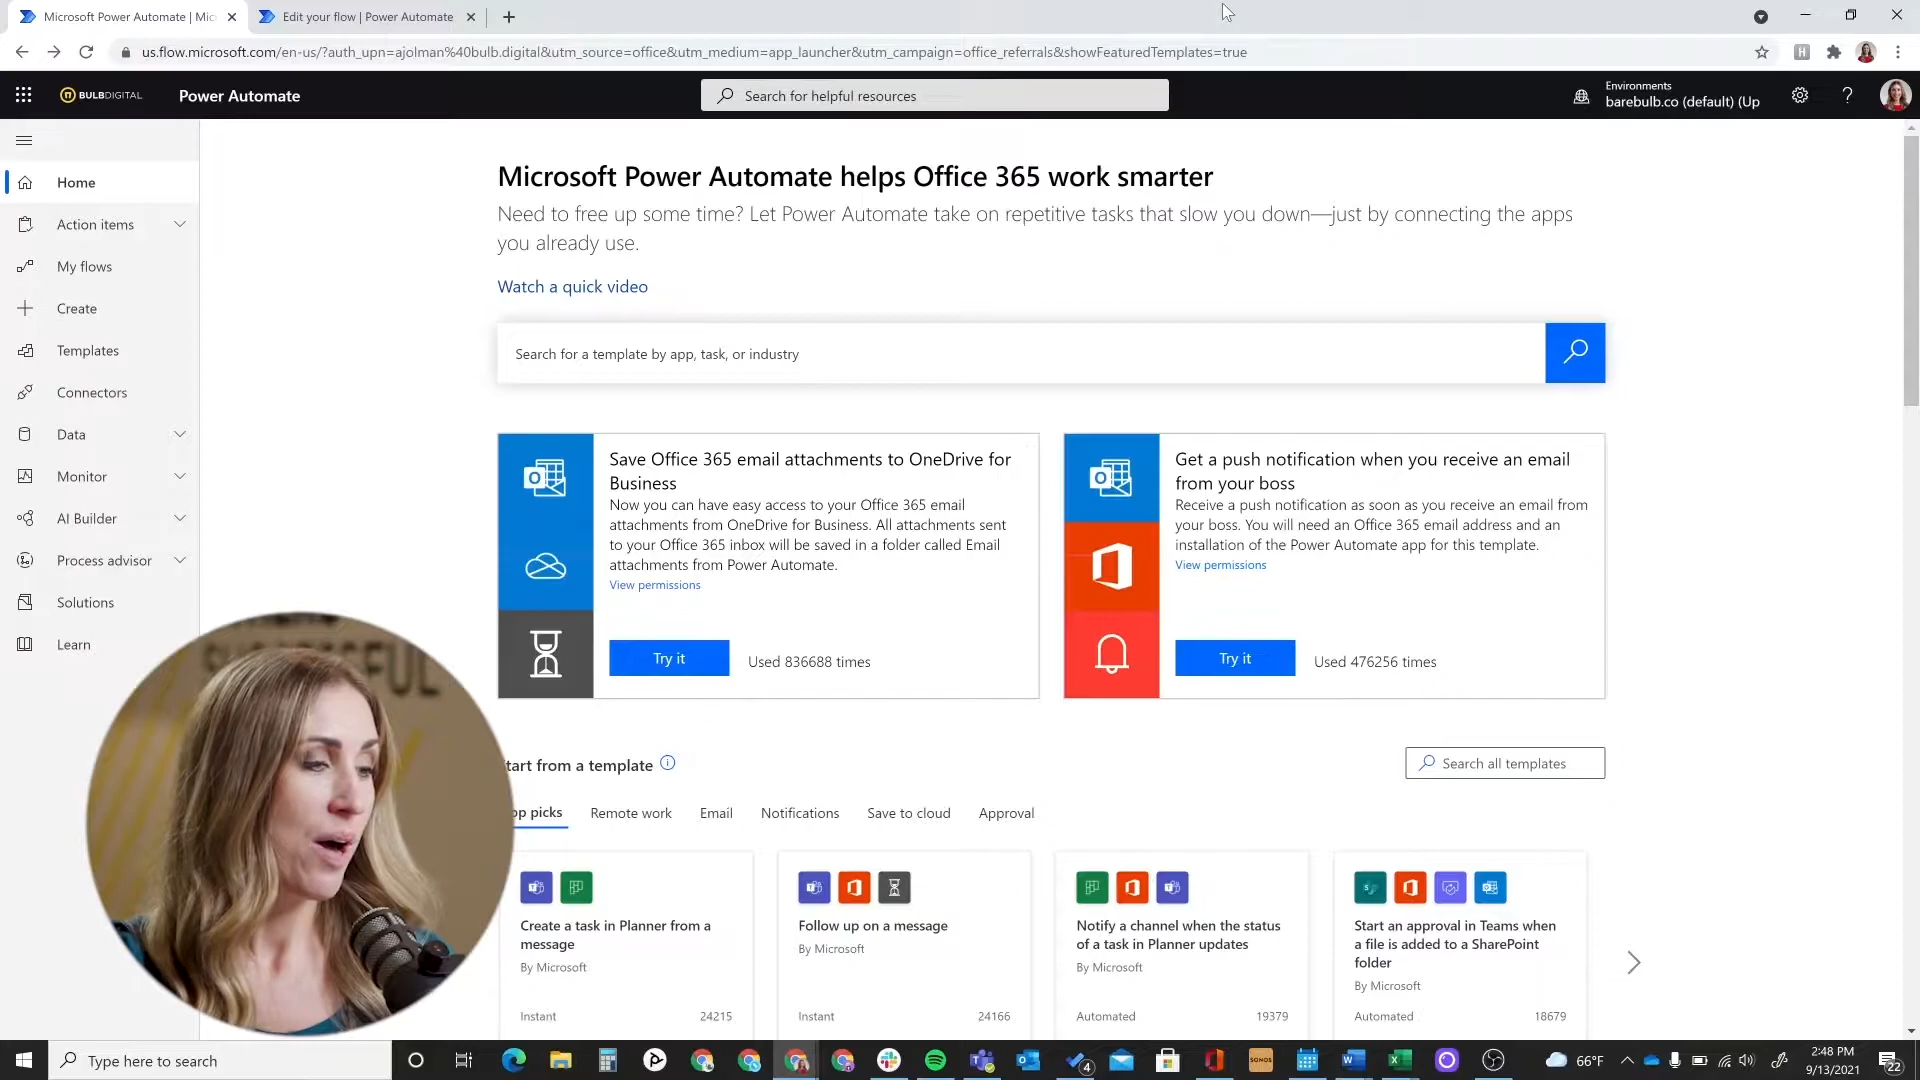 Microsoft Power Automate | Mic
Edit your flow | Power Automate
us.flow.microsoft.com/en-us/?auth_upn=ajolman%40bulb.digital&utm_source=office&utm_medium=app_launcher&utm_campaign=office_referrals&showFeaturedTemplates=true
BULBDIGITAL
Power Automate
Search for helpful resources
Environments
barebulb.co (default) (Up
Home
Action items
My flows
Create
Templates
Connectors
Data
Monitor
AI Builder
Process advisor
Solutions
Learn
Microsoft Power Automate helps Office 365 work smarter
Need to free up some time? Let Power Automate take on repetitive tasks that slow you down—just by connecting the apps
you already use.
Watch a quick video
Search for a template by app, task, or industry
Save Office 365 email attachments to OneDrive for
Business
Now you can have easy access to your Office 365 email
attachments from OneDrive for Business. All attachments sent
to your Office 365 inbox will be saved in a folder called Email
attachments from Power Automate.
View permissions
Try it
Used 836688 times
Get a push notification when you receive an email
from your boss
Receive a push notification as soon as you receive an email from
your boss. You will need an Office 365 email address and an
installation of the Power Automate app for this template.
View permissions
Try it
Used 476256 times
tart from a template
Search all templates
op picks
Remote work
Email
Notifications
Save to cloud
Approval
Create a task in Planner from a
message
By Microsoft
Instant
24215
Follow up on a message
By Microsoft
Instant
24166
Notify a channel when the status
of a task in Planner updates
By Microsoft
Automated
19379
Start an approval in Teams when
a file is added to a SharePoint
folder
By Microsoft
Automated
18679
Type here to search
SONOS
4
66°F
2:48 PM
9/13/2021
22